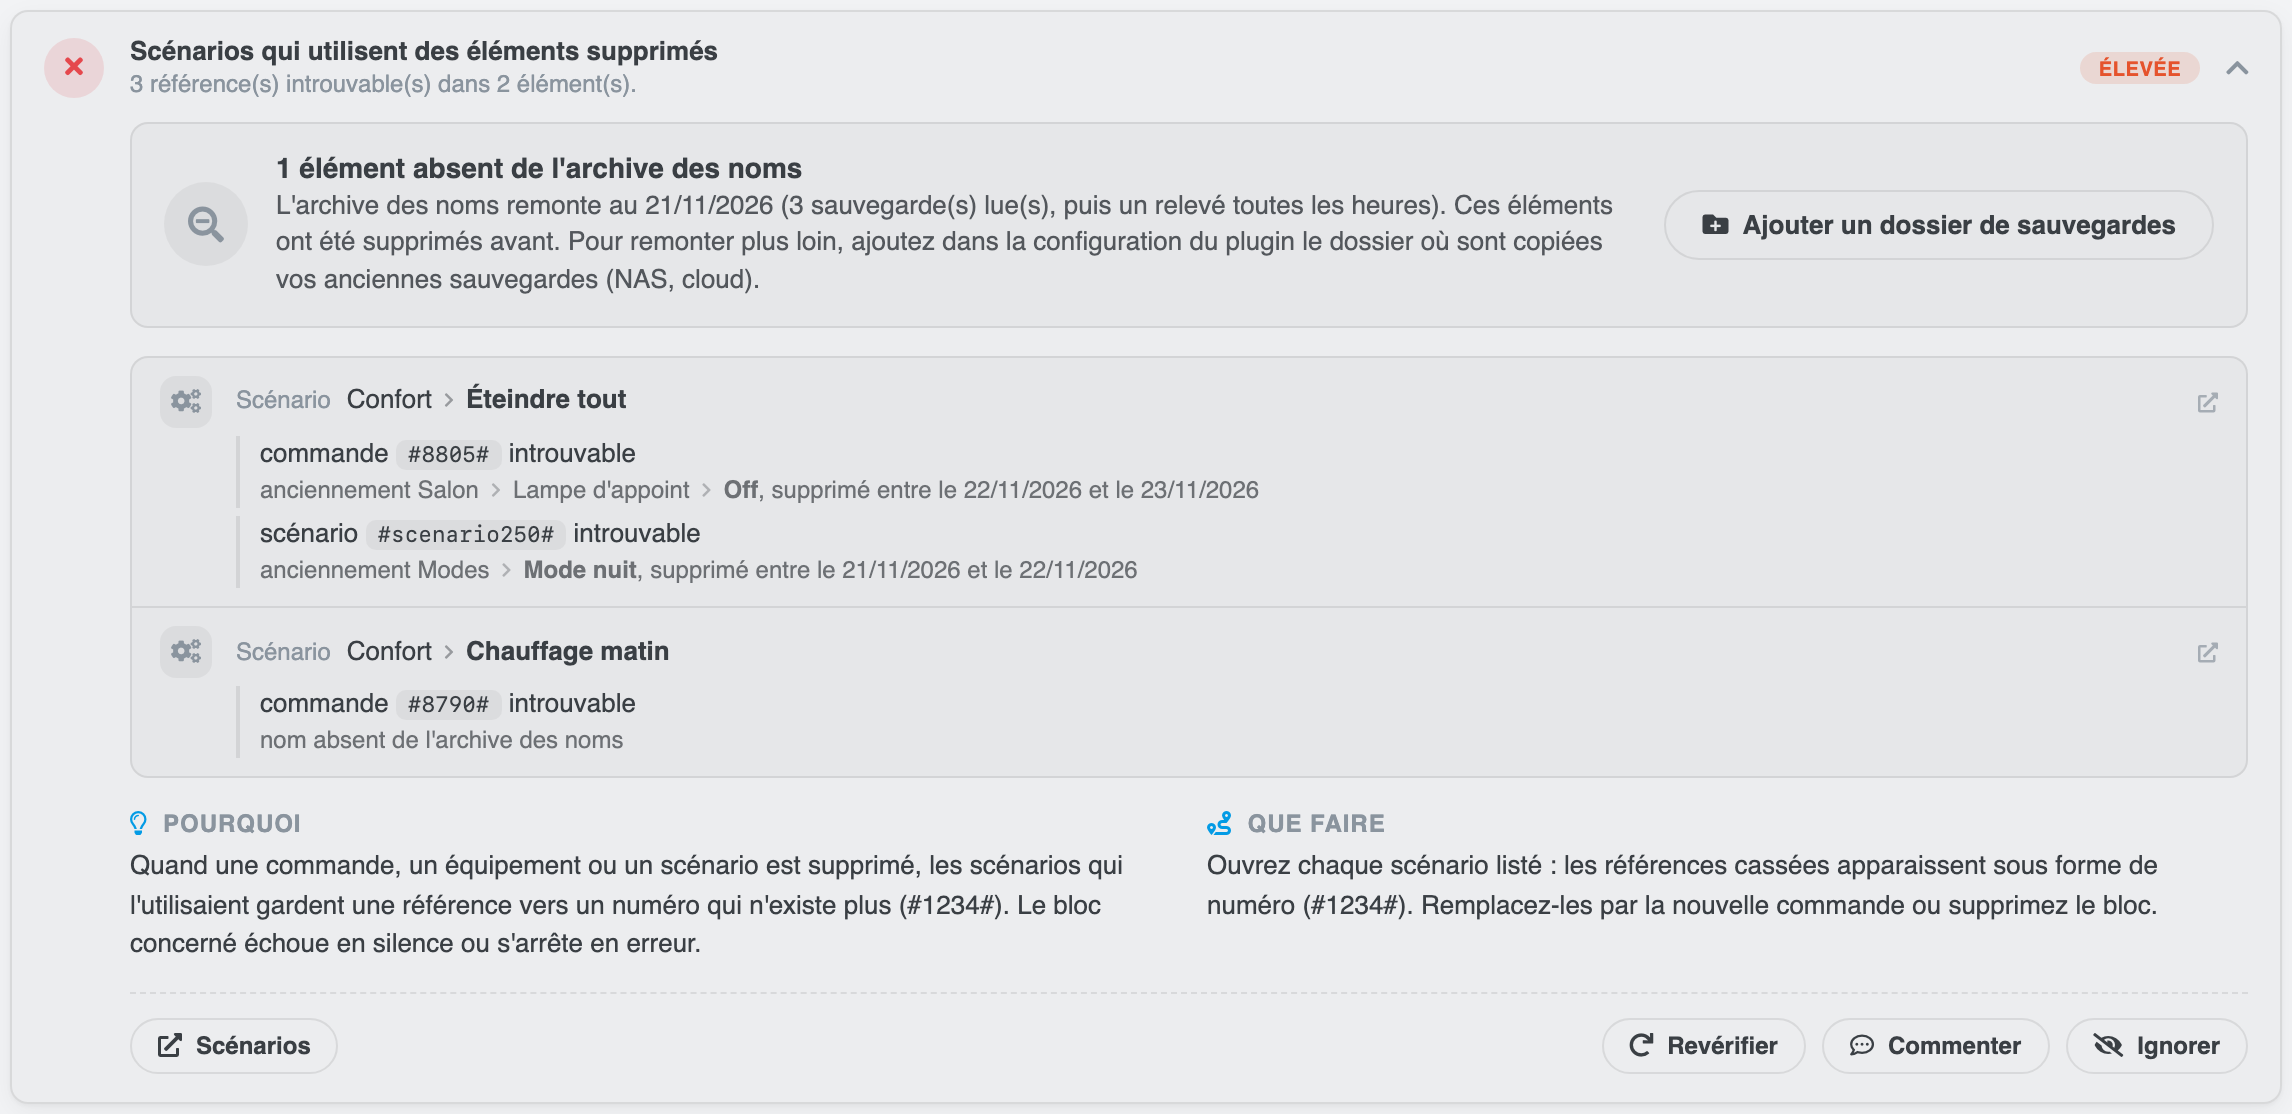 Scénarios qui utilisent des éléments supprimés
3 référence(s) introuvable(s) dans 2 élément(s).
ÉLEVÉE
1 élément absent de l'archive des noms
L'archive des noms remonte au 21/11/2026 (3 sauvegarde(s) lue(s), puis un relevé toutes les heures). Ces éléments
ont été supprimés avant. Pour remonter plus loin, ajoutez dans la configuration du plugin le dossier où sont copiées
vos anciennes sauvegardes (NAS, cloud).
Ajouter un dossier de sauvegardes
Scénario Confort > Éteindre tout
commande #8805# introuvable
anciennement Salon > Lampe d'appoint > Off, supprimé entre le 22/11/2026 et le 23/11/2026
scénario #scenario250# introuvable
anciennement Modes > Mode nuit, supprimé entre le 21/11/2026 et le 22/11/2026
Scénario Confort > Chauffage matin
commande #8790# introuvable
nom absent de l'archive des noms
POURQUOI
Quand une commande, un équipement ou un scénario est supprimé, les scénarios qui
l'utilisaient gardent une référence vers un numéro qui n'existe plus (#1234#). Le bloc
concerné échoue en silence ou s'arrête en erreur.
QUE FAIRE
Ouvrez chaque scénario listé : les références cassées apparaissent sous forme de
numéro (#1234#). Remplacez-les par la nouvelle commande ou supprimez le bloc.
Scénarios
Revérifier
Commenter
Ignorer